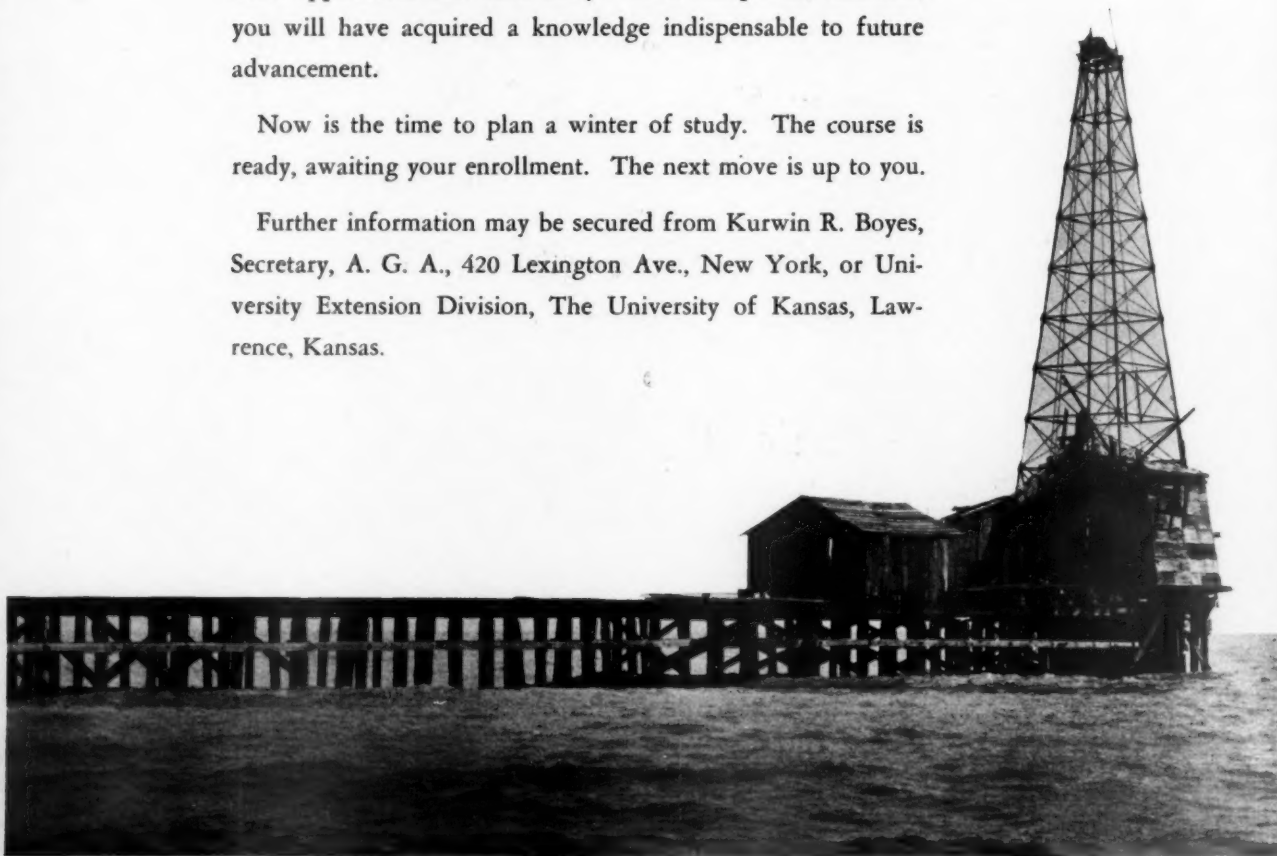 you will have acquired a knowledge indispensable to future
advancement.
Now is the time to plan a winter of study. The course is
ready, awaiting your enrollment. The next move is up to you.
Further information may be secured from Kurwin R. Boyes,
Secretary, A. G. A., 420 Lexington Ave., New York, or Uni-
versity Extension Division, The University of Kansas, Law-
rence, Kansas.